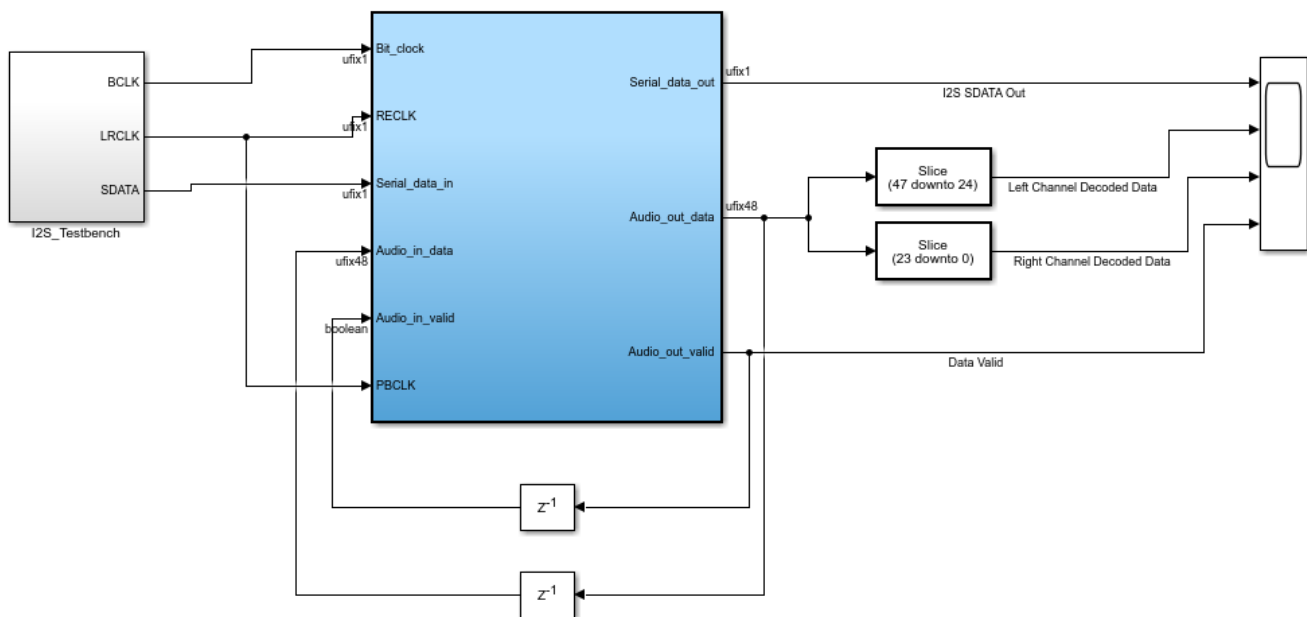 BCLK
LRCLK
SDATA
I2S_Testbench
Bit_clock
ufix1
RECLK
ufix1
Serial_data_in
ufix1
Audio_in_data
ufix48
Audio_in_valid
boolean
PBCLK
Serial_data_out
ufix1
I2S SDATA Out
Audio_out_data
ufix48
Audio_out_valid
Slice
(47 downto 24)
Left Channel Decoded Data
Slice
(23 downto 0)
Right Channel Decoded Data
Data Valid
Z-1
Z-1